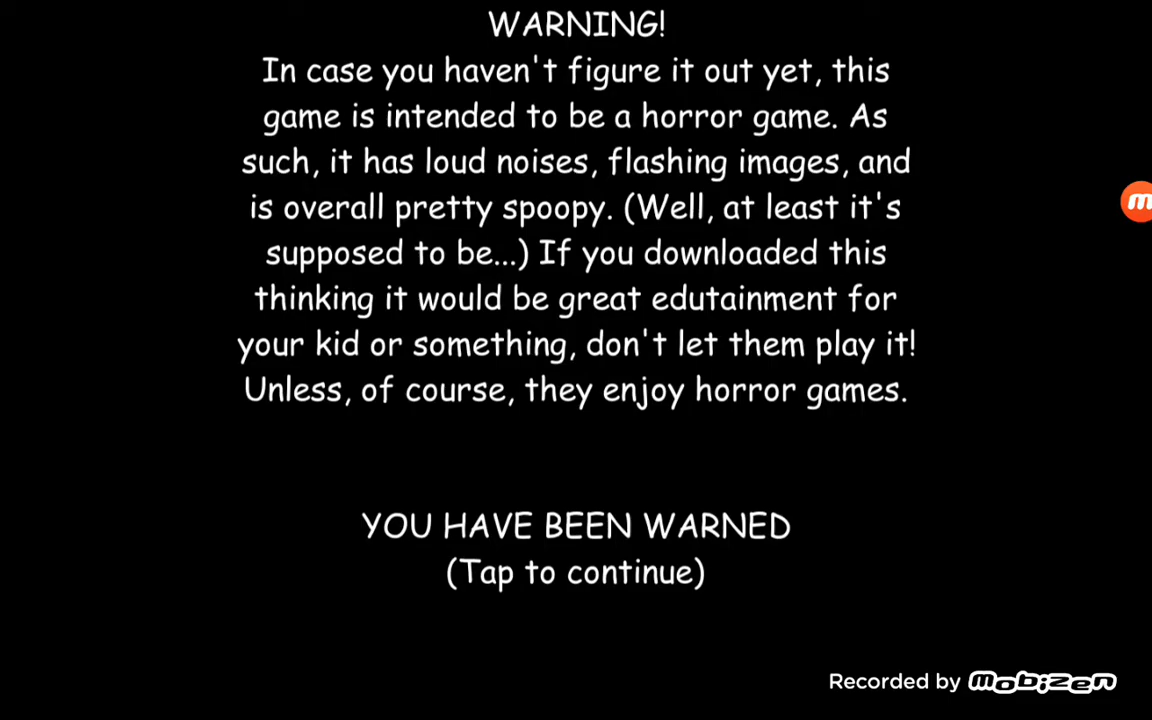 WARNING!
In case you haven't figure it out yet, this
game is intended to be a horror game. As
such, it has loud noises, flashing images, and
is overall pretty spoopy. (Well, at least it's
supposed to be...) If you downloaded this
thinking it would be great edutainment for
your kid or something, don't let them play it!
Unless, of course, they enjoy horror games.
YOU HAVE BEEN WARNED
(Tap to continue)
m
Recorded by mobizen